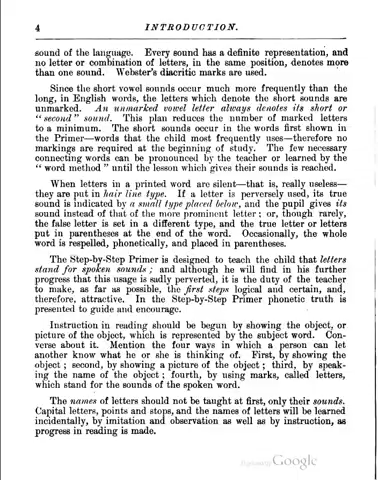 4 INTRODUCTION.
sound of the language. Every sound has a definite representation, and
no letter or combination of letters, in the same position, denotes more
than one sound. Webster's diacritic marks are used.
Since the short vowel sounds occur much more frequently than the
long, in English words, the letters which denote the short sounds are
unmarked. An unmarked vowel letter always denotes its short or
"second" sound. This plan reduces the number of marked letters
to a minimum. The short sounds occur in the words first shown in
the Primer—words that the child most frequently uses—therefore no
markings are required at the beginning of study. The few necessary
connecting words can be pronounced by the teacher or learned by the
"word method" until the lesson which gives their sounds is reached.
When letters in a printed word are silent—that is, really useless—
they are put in hair line type. If a letter is perversely used, its true
sound is indicated by a small type placed below, and the pupil gives its
sound instead of that of the more prominent letter; or, though rarely,
the false letter is set in a different type, and the true letter or letters
put in parentheses at the end of the word. Occasionally, the whole
word is respelled, phonetically, and placed in parentheses.
The Step-by-Step Primer is designed to teach the child that letters
stand for spoken sounds; and although he will find in his further
progress that this usage is sadly perverted, it is the duty of the teacher
to make, as far as possible, the first steps logical and certain, and,
therefore, attractive. In the Step-by-Step Primer phonetic truth is
presented to guide and encourage.
Instruction in reading should be begun by showing the object, or
picture of the object, which is represented by the subject word. Con-
verse about it. Mention the four ways in which a person can let
another know what he or she is thinking of. First, by showing the
object; second, by showing a picture of the object; third, by speak-
ing the name of the object; fourth, by using marks, called letters,
which stand for the sounds of the spoken word.
The names of letters should not be taught at first, only their sounds.
Capital letters, points and stops, and the names of letters will be learned
incidentally, by imitation and observation as well as by instruction, as
progress in reading is made.
Digitized by Google